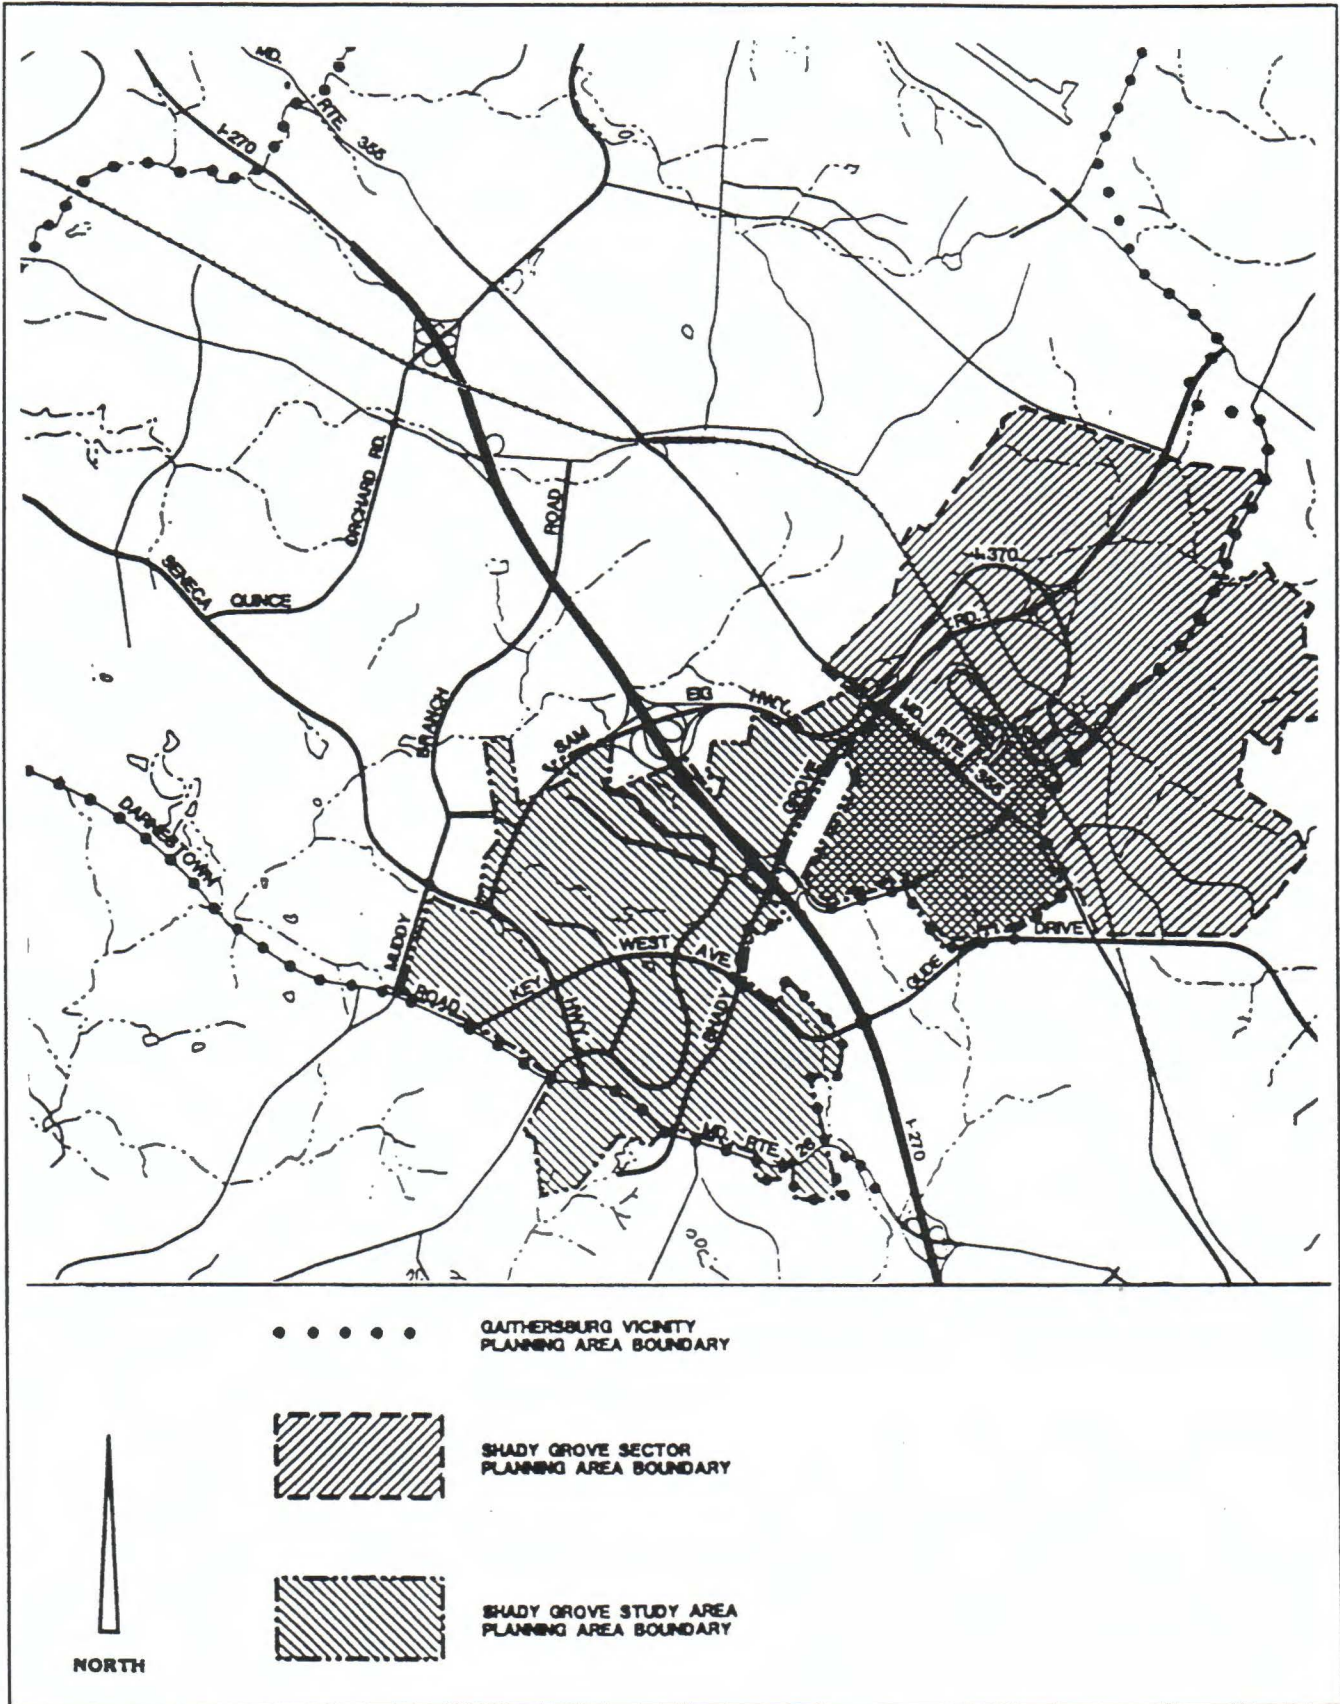 MD.
RTE 355
I-270
ORCHARD RD.
ROAD
SENECA
QUINCE
I-370
RD.
BRANCH
SAM
EIG
HWY.
MD. RTE. 355
GROVE
DARNESTOWN
MUDDY
ROAD
KEY
WEST
AVE
HWY.
SHADY
GUDE
DRIVE
MD. RTE. 28
I-270
GAITHERSBURG VICINITY
PLANNING AREA BOUNDARY
SHADY GROVE SECTOR
PLANNING AREA BOUNDARY
SHADY GROVE STUDY AREA
PLANNING AREA BOUNDARY
NORTH